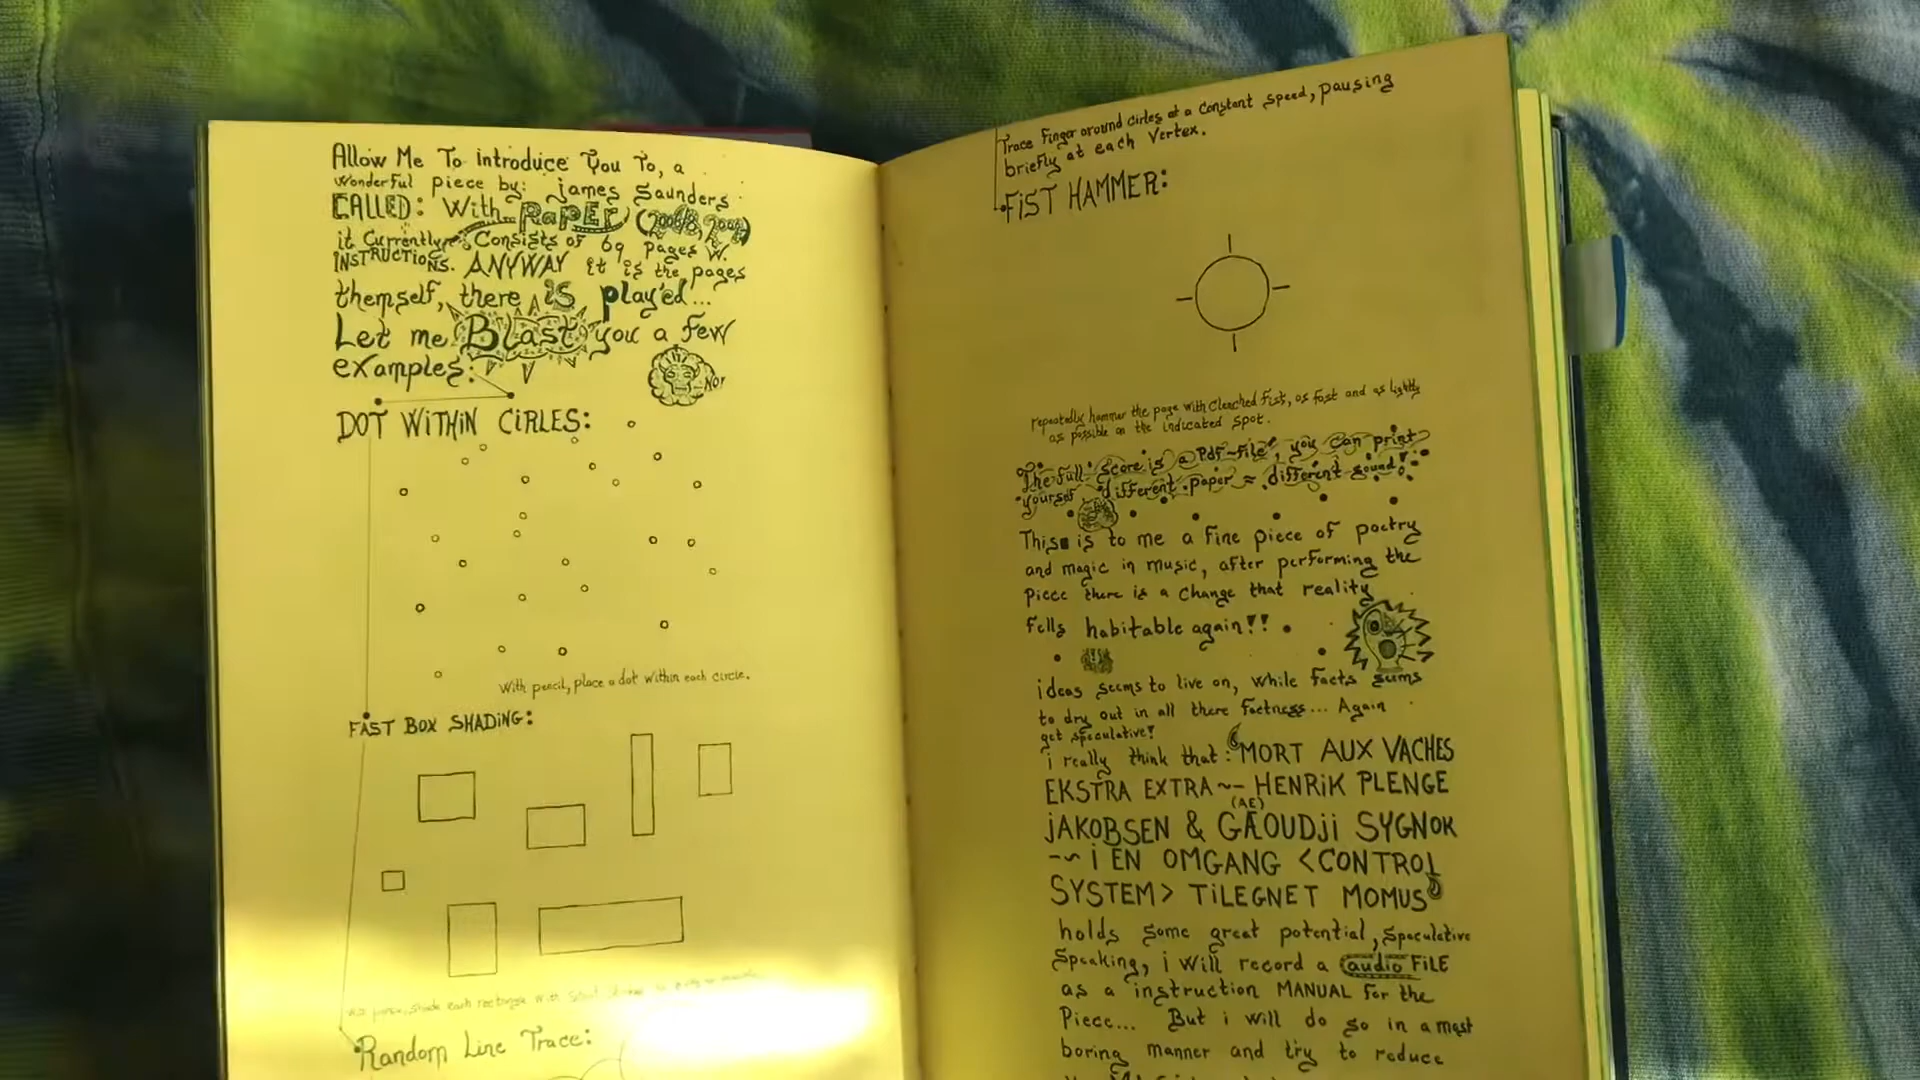 Allow Me To introduce You To, a
wonderful piece by: james Saunders
CALLED: With PaPER
it Currently Consists of 69 pages W.
INSTRUCTIONS. ANYWAY it is the pages
themself, there is play'ed...
Let me Blast you a few
examples:
NO!
DOT WITHIN CIRLES:
With pencil, place a dot within each circle.
FAST BOX SHADING:
shade each rectangle with
Random Line Trace:
Trace Finger around cirles at a constant speed, pausing
briefly at each Vertex.
FIST HAMMER:
repeatedly hammer the page with Clenched Fist, as fast and as lightly
as possible on the indicated spot.
The full score is a Pdf-file, you can print
yourself different paper ≈ different sound!
This is to me a fine piece of poetry
and magic in music, after performing the
Piece there is a change that reality
fells habitable again!!
ideas seems to live on, while facts sums
to dry out in all there factness... Again
get speculative!
i really think that: MORT AUX VACHES
EKSTRA EXTRA ~~ HENRIK PLENGE
(AE)
JAKOBSEN & GÆOUDJI SYGNOK
~~ I EN OMGANG <CONTROL
SYSTEM> TILEGNET MOMUS
holds some great potential, speculative
Speaking, i will record a audio FILE
as a instruction MANUAL for the
Piece... But i will do so in a most
boring manner and try to reduce